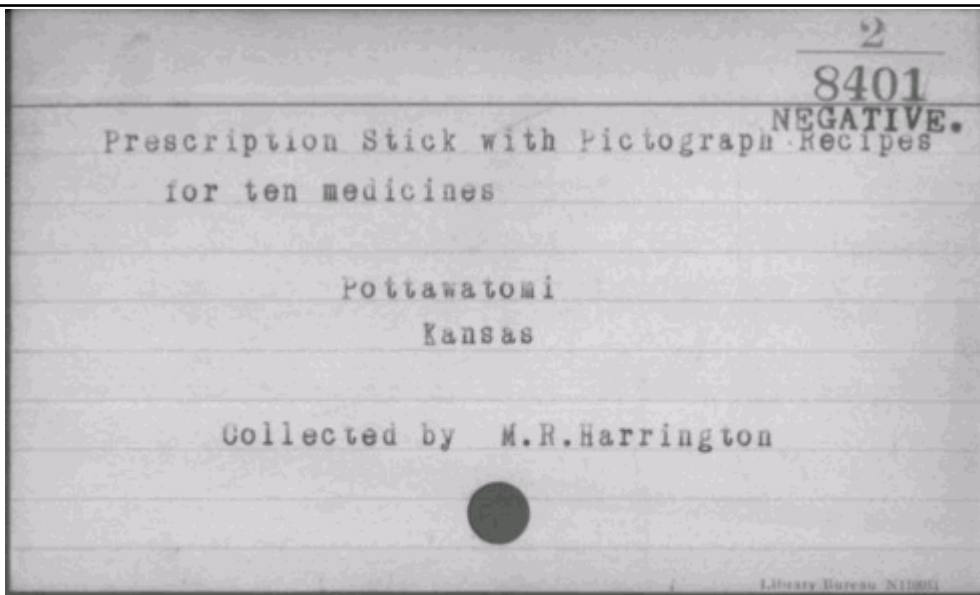 2
8401
NEGATIVE.
Prescription Stick with Pictograph Recipes
for ten medicines
Pottawatomi
Kansas
Collected by M.R.Harrington
Library Bureau